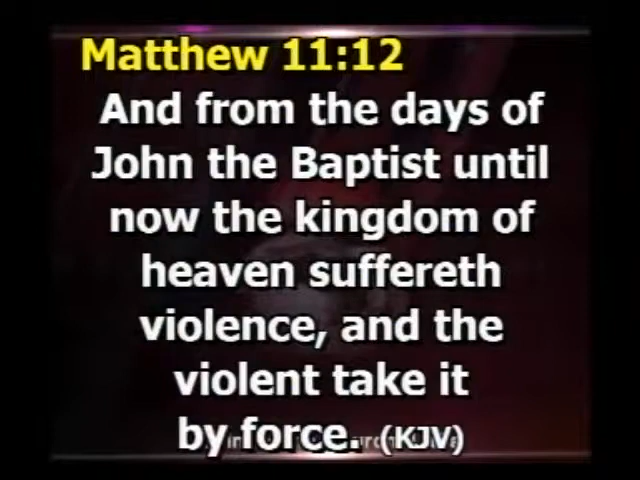 Matthew 11:12
And from the days of
John the Baptist until
now the kingdom of
heaven suffereth
violence, and the
violent take it
by force. (KJV)